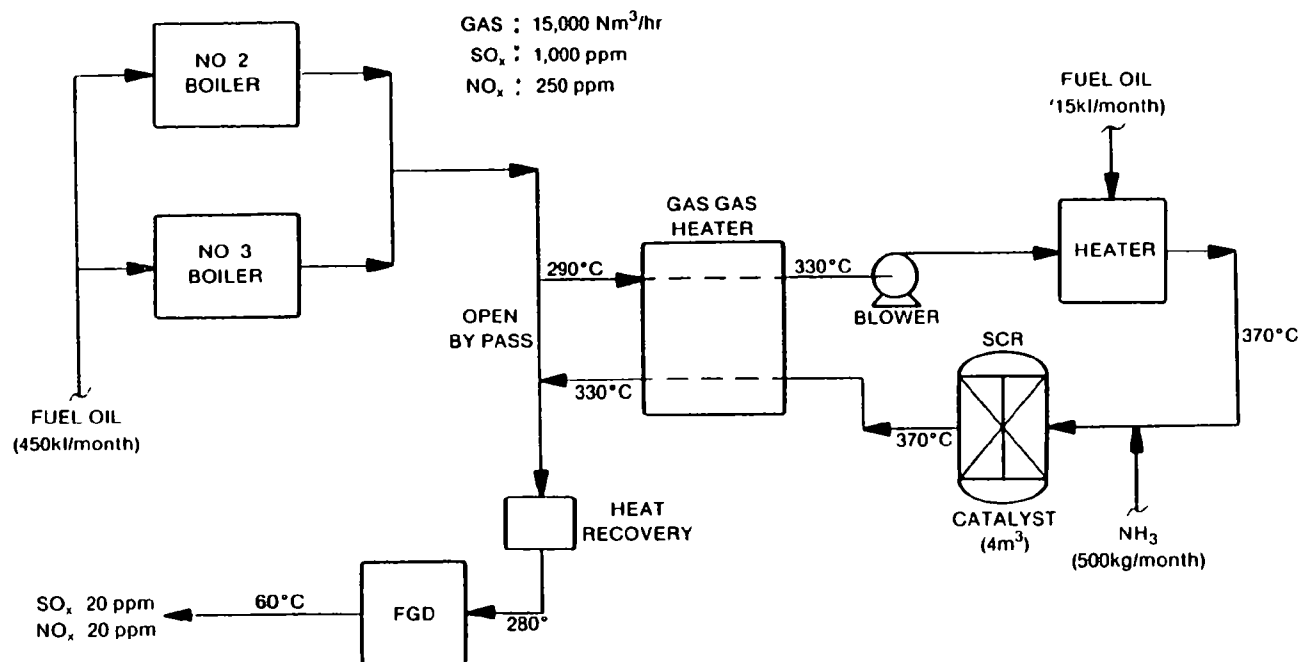 GAS : 15,000 Nm³/hr
SOₓ : 1,000 ppm
NOₓ : 250 ppm
NO 2
BOILER
NO 3
BOILER
FUEL OIL
(450kl/month)
OPEN
BY PASS
290°C
GAS GAS
HEATER
330°C
BLOWER
FUEL OIL
'15kl/month)
HEATER
370°C
SCR
330°C
370°C
CATALYST
(4m³)
NH₃
(500kg/month)
HEAT
RECOVERY
280°
FGD
60°C
SOₓ 20 ppm
NOₓ 20 ppm